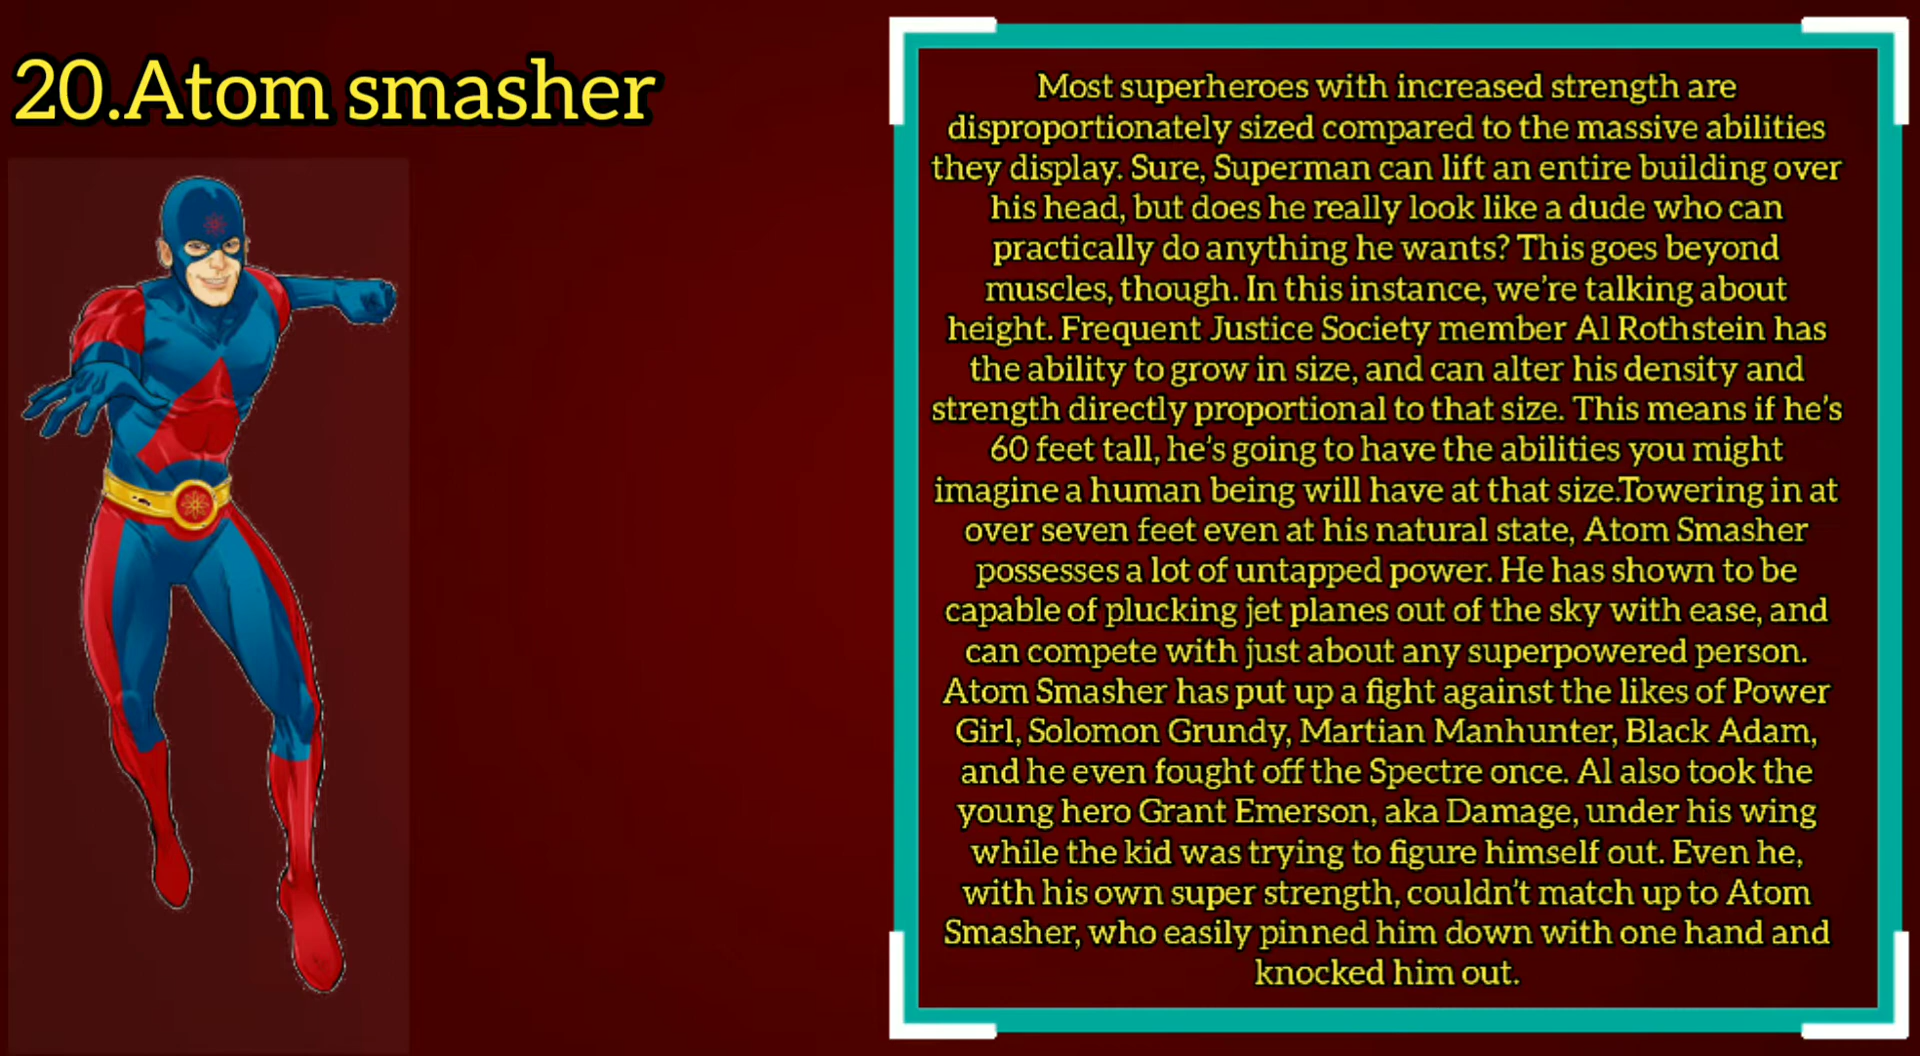 20.Atom smasher
Most superheroes with increased strength are
disproportionately sized compared to the massive abilities
they display. Sure, Superman can lift an entire building over
his head, but does he really look like a dude who can
practically do anything he wants? This goes beyond
muscles, though. In this instance, we’re talking about
height. Frequent Justice Society member Al Rothstein has
the ability to grow in size, and can alter his density and
strength directly proportional to that size. This means if he’s
60 feet tall, he’s going to have the abilities you might
imagine a human being will have at that size.Towering in at
over seven feet even at his natural state, Atom Smasher
possesses a lot of untapped power. He has shown to be
capable of plucking jet planes out of the sky with ease, and
can compete with just about any superpowered person.
Atom Smasher has put up a fight against the likes of Power
Girl, Solomon Grundy, Martian Manhunter, Black Adam,
and he even fought off the Spectre once. Al also took the
young hero Grant Emerson, aka Damage, under his wing
while the kid was trying to figure himself out. Even he,
with his own super strength, couldn’t match up to Atom
Smasher, who easily pinned him down with one hand and
knocked him out.